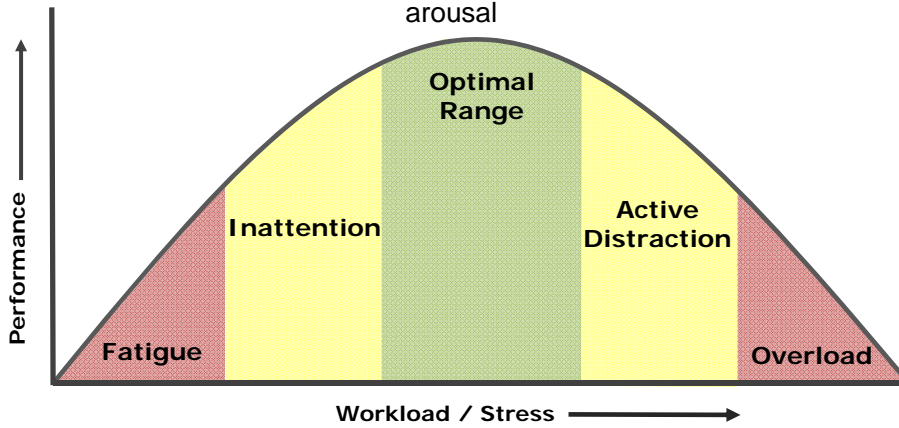 arousal
Optimal
Range
Inattention
Active
Distraction
Fatigue
Overload
Performance
Workload / Stress